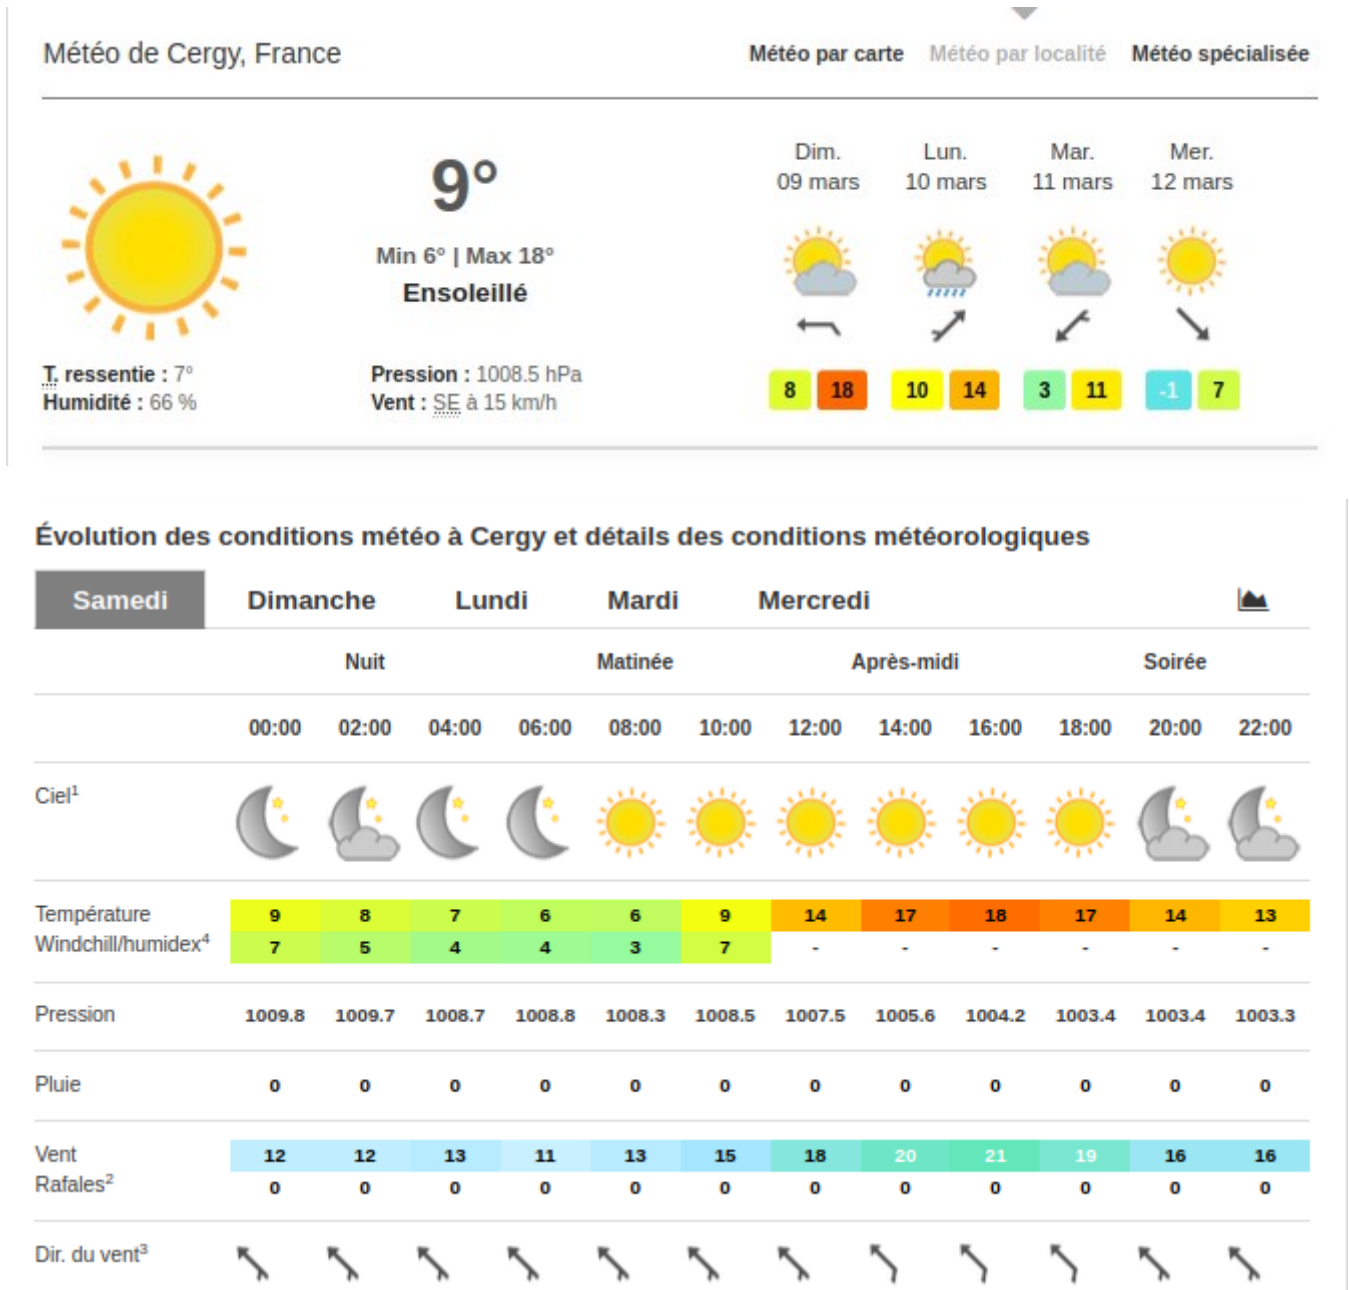 Météo de Cergy, France
Météo par carte Météo par localité Météo spécialisée
9°
Min 6° | Max 18°
Ensoleillé
T. ressentie : 7°
Humidité : 66 %
Pression : 1008.5 hPa
Vent : SE à 15 km/h
Dim. Lun. Mar. Mer.
09 mars 10 mars 11 mars 12 mars
8 18 10 14 3 11 -1 7
Évolution des conditions météo à Cergy et détails des conditions météorologiques
Samedi Dimanche Lundi Mardi Mercredi
Nuit Matinée Après-midi Soirée
00:00 02:00 04:00 06:00 08:00 10:00 12:00 14:00 16:00 18:00 20:00 22:00
Ciel1
Température 9 8 7 6 6 9 14 17 18 17 14 13
Windchill/humidex4 7 5 4 4 3 7 - - - - - -
Pression 1009.8 1009.7 1008.7 1008.8 1008.3 1008.5 1007.5 1005.6 1004.2 1003.4 1003.4 1003.3
Pluie 0 0 0 0 0 0 0 0 0 0 0 0
Vent 12 12 13 11 13 15 18 20 21 19 16 16
Rafales2 0 0 0 0 0 0 0 0 0 0 0 0
Dir. du vent3